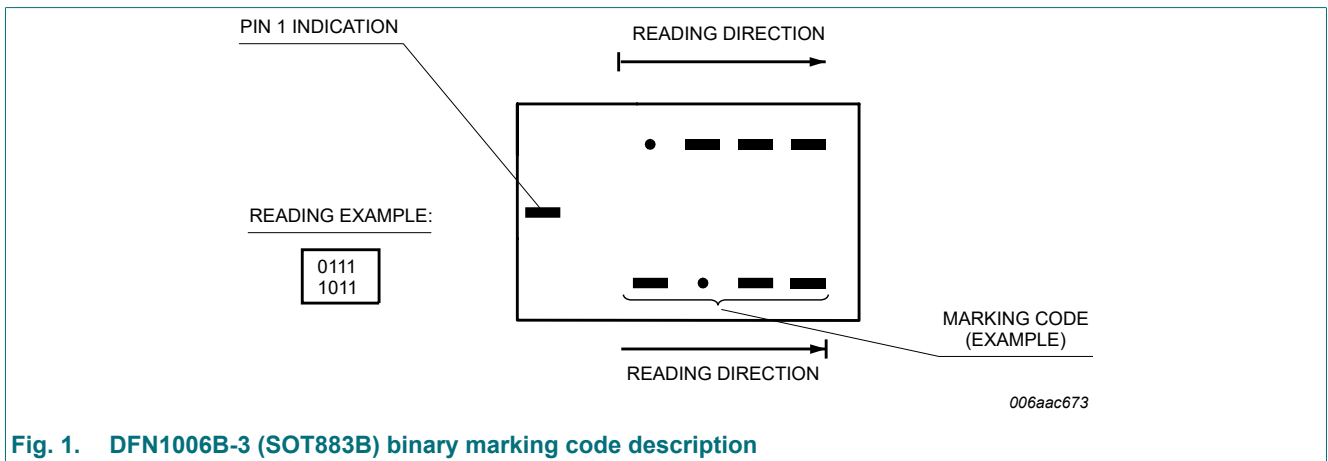 PIN 1 INDICATION
READING DIRECTION
READING EXAMPLE:
0111
1011
MARKING CODE
(EXAMPLE)
READING DIRECTION
006aac673
Fig. 1. DFN1006B-3 (SOT883B) binary marking code description